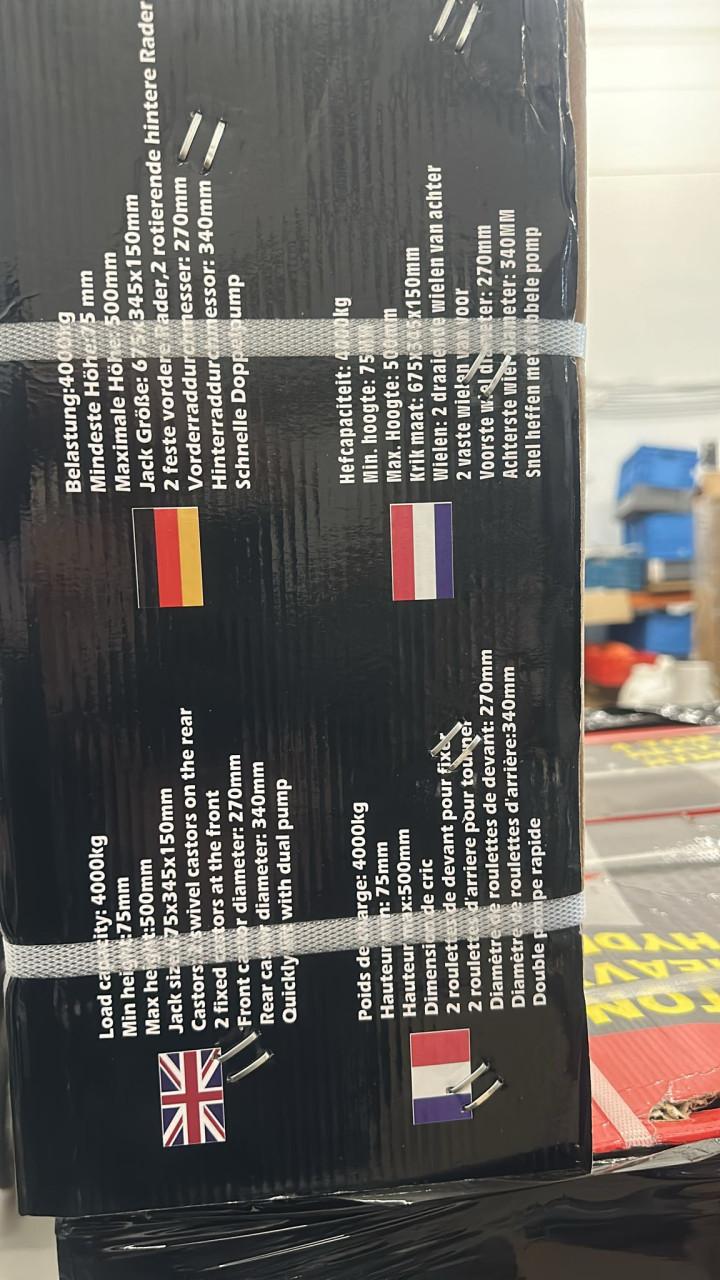 Load capacity: 4000kg
Min height:75mm
Max height:500mm
Jack size:675x345x150mm
Castors: swivel castors on the rear
2 fixed castors at the front
Front castor diameter: 270mm
Rear castor diameter: 340mm
Quickly lift with dual pump
Belastung:4000kg
Mindeste Höhe:75 mm
Maximale Höhe:500mm
Jack Größe: 675x345x150mm
2 feste vordere Räder,2 rotierende hintere Räder
Vorderraddurchmesser: 270mm
Hinterraddurchmessor: 340mm
Schnelle Doppelpump
Poids de charge: 4000kg
Hauteur min: 75mm
Hauteur max:500mm
Dimension de cric
2 roulettes de devant pour fixer
2 roulettes d'arriere pour tourner
Diamètre de roulettes de devant: 270mm
Diamètre de roulettes d'arrière:340mm
Double pompe rapide
Hefcapaciteit: 4000kg
Min. hoogte: 75mm
Max. Hoogte: 500mm
Krik maat: 675x345x150mm
Wielen: 2 draaiende wielen van achter
2 vaste wielen van voor
Voorste wiel diameter: 270mm
Achterste wiel diameter: 340MM
Snel heffen met dubbele pomp
TON